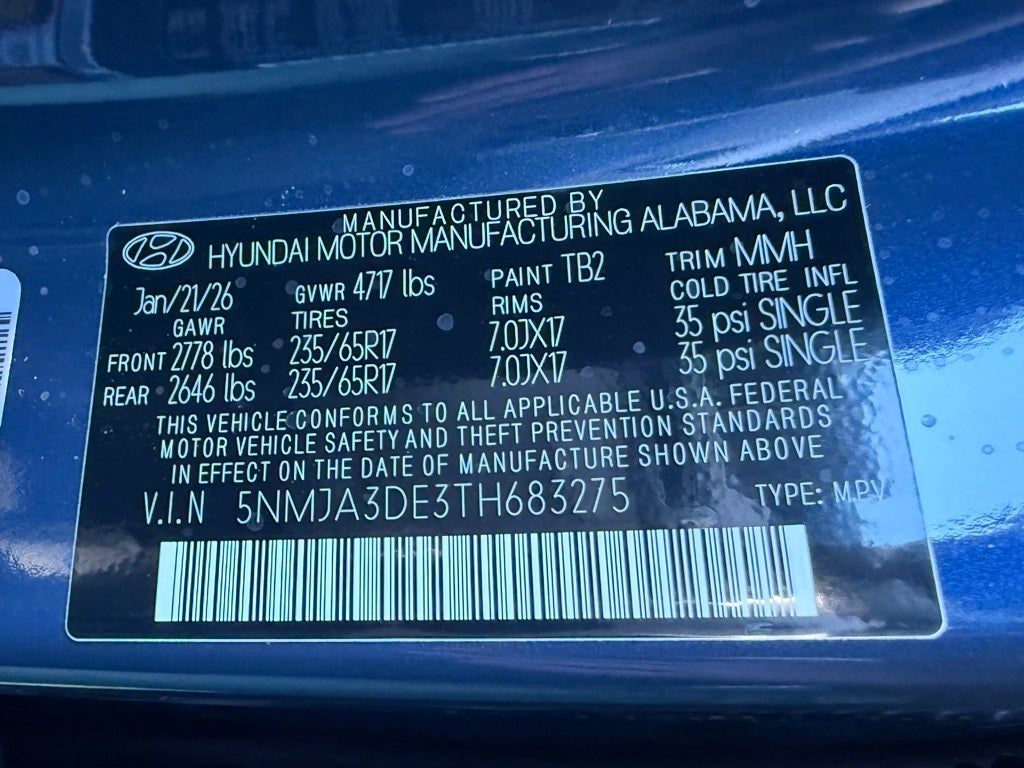 MANUFACTURED BY
HYUNDAI MOTOR MANUFACTURING ALABAMA, LLC
Jan/21/26 GVWR 4717 lbs PAINT TB2 TRIM MMH
GAWR TIRES RIMS COLD TIRE INFL
FRONT 2778 lbs 235/65R17 7.0JX17 35 psi SINGLE
REAR 2646 lbs 235/65R17 7.0JX17 35 psi SINGLE
THIS VEHICLE CONFORMS TO ALL APPLICABLE U.S.A. FEDERAL
MOTOR VEHICLE SAFETY AND THEFT PREVENTION STANDARDS
IN EFFECT ON THE DATE OF MANUFACTURE SHOWN ABOVE
V.I.N 5NMJA3DE3TH683275 TYPE: MPV